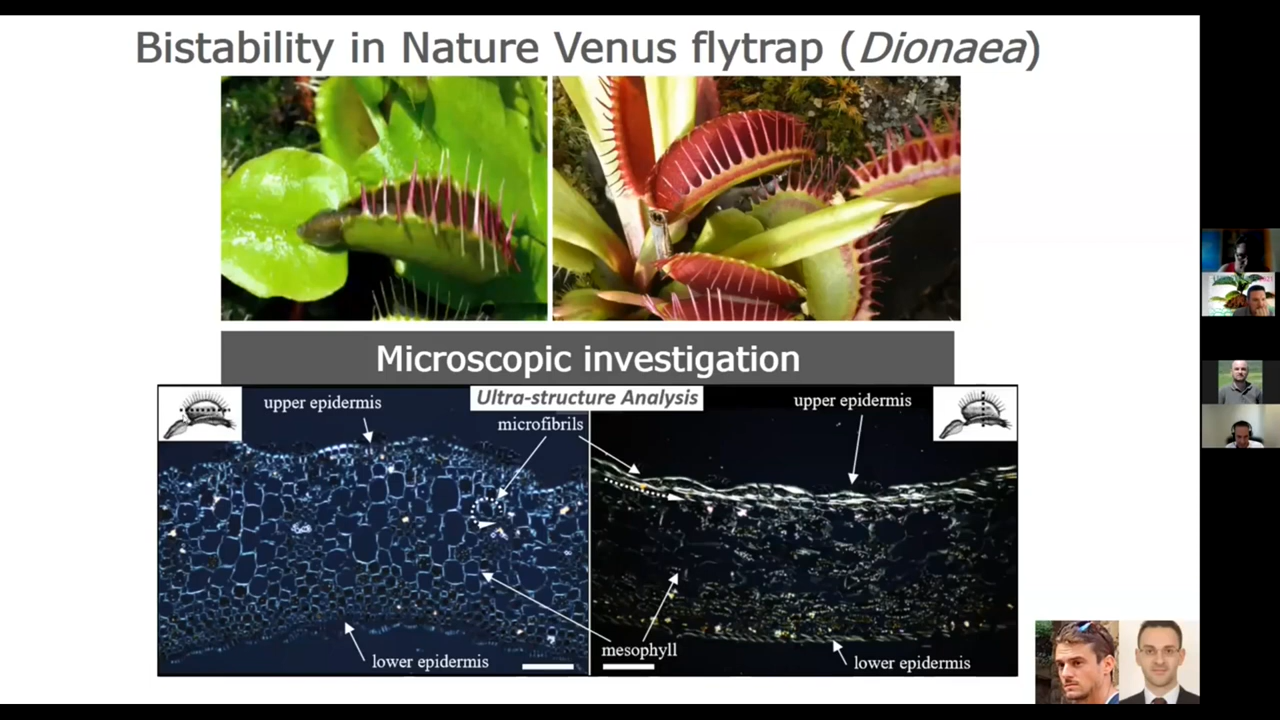 Bistability in Nature Venus flytrap (Dionaea)
Microscopic investigation
Ultra-structure Analysis
upper epidermis
microfibrils
upper epidermis
mesophyll
lower epidermis
lower epidermis